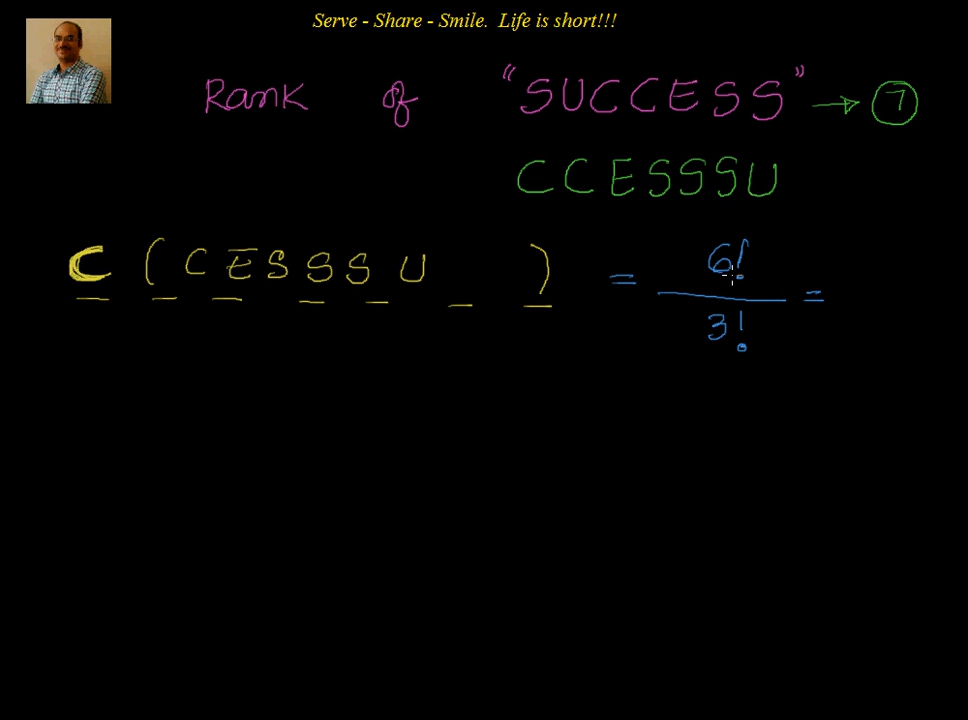 Serve - Share - Smile. Life is short!!!
Rank of "SUCCESS" → 7
CCESSSU
C ( C E S S S U ) = 6! / 3! =